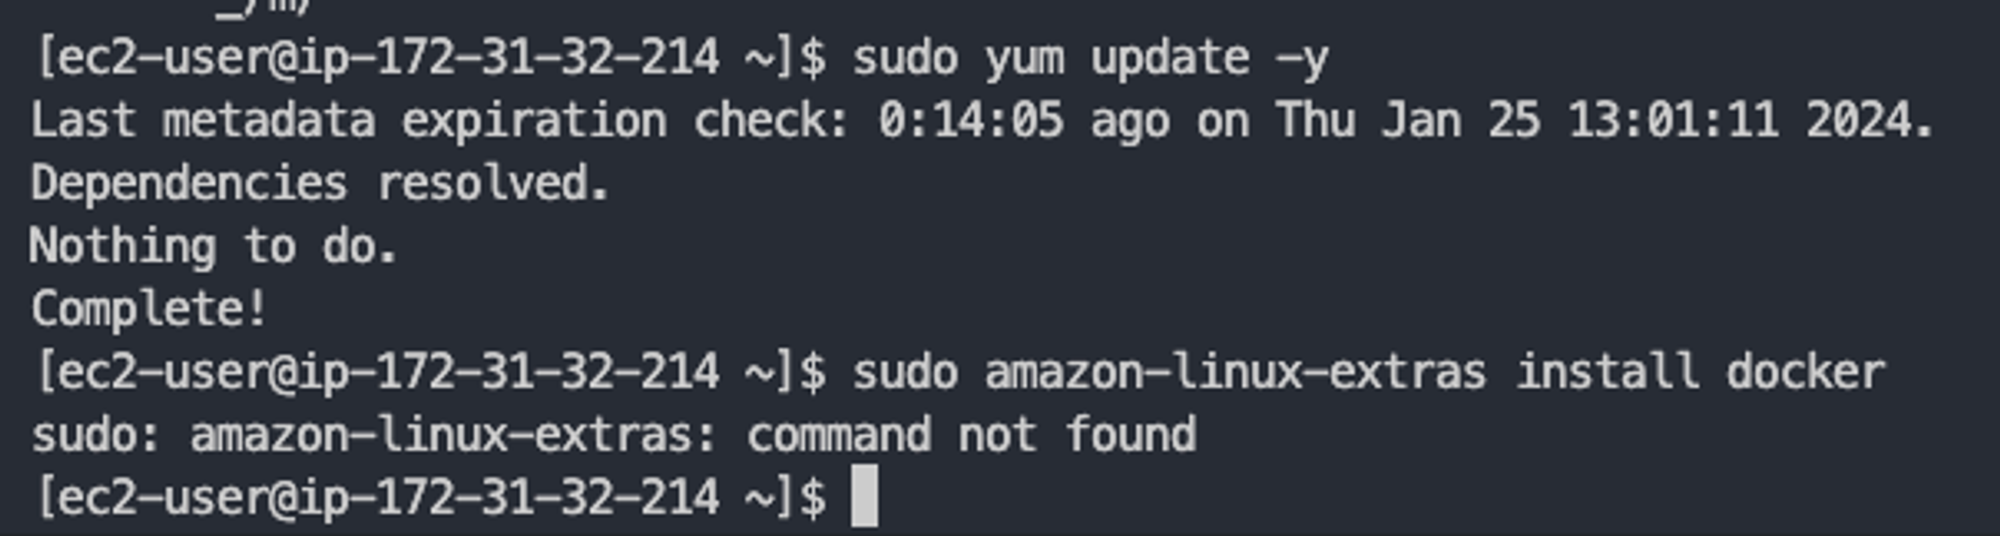 _/m/
[ec2-user@ip-172-31-32-214 ~]$ sudo yum update -y
Last metadata expiration check: 0:14:05 ago on Thu Jan 25 13:01:11 2024.
Dependencies resolved.
Nothing to do.
Complete!
[ec2-user@ip-172-31-32-214 ~]$ sudo amazon-linux-extras install docker
sudo: amazon-linux-extras: command not found
[ec2-user@ip-172-31-32-214 ~]$